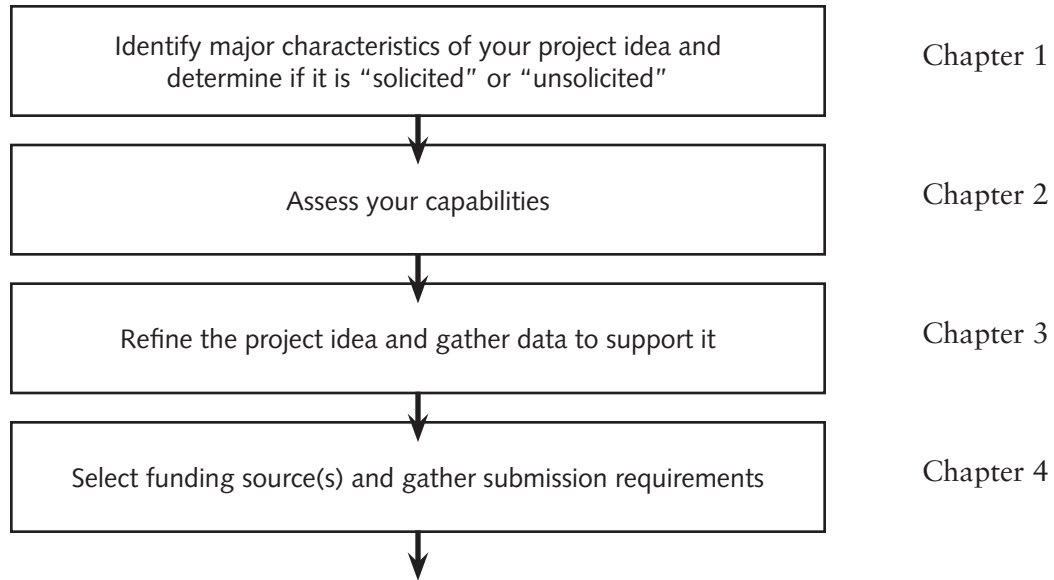 Identify major characteristics of your project idea and
determine if it is “solicited” or “unsolicited”
Chapter 1
Assess your capabilities
Chapter 2
Refine the project idea and gather data to support it
Chapter 3
Select funding source(s) and gather submission requirements
Chapter 4